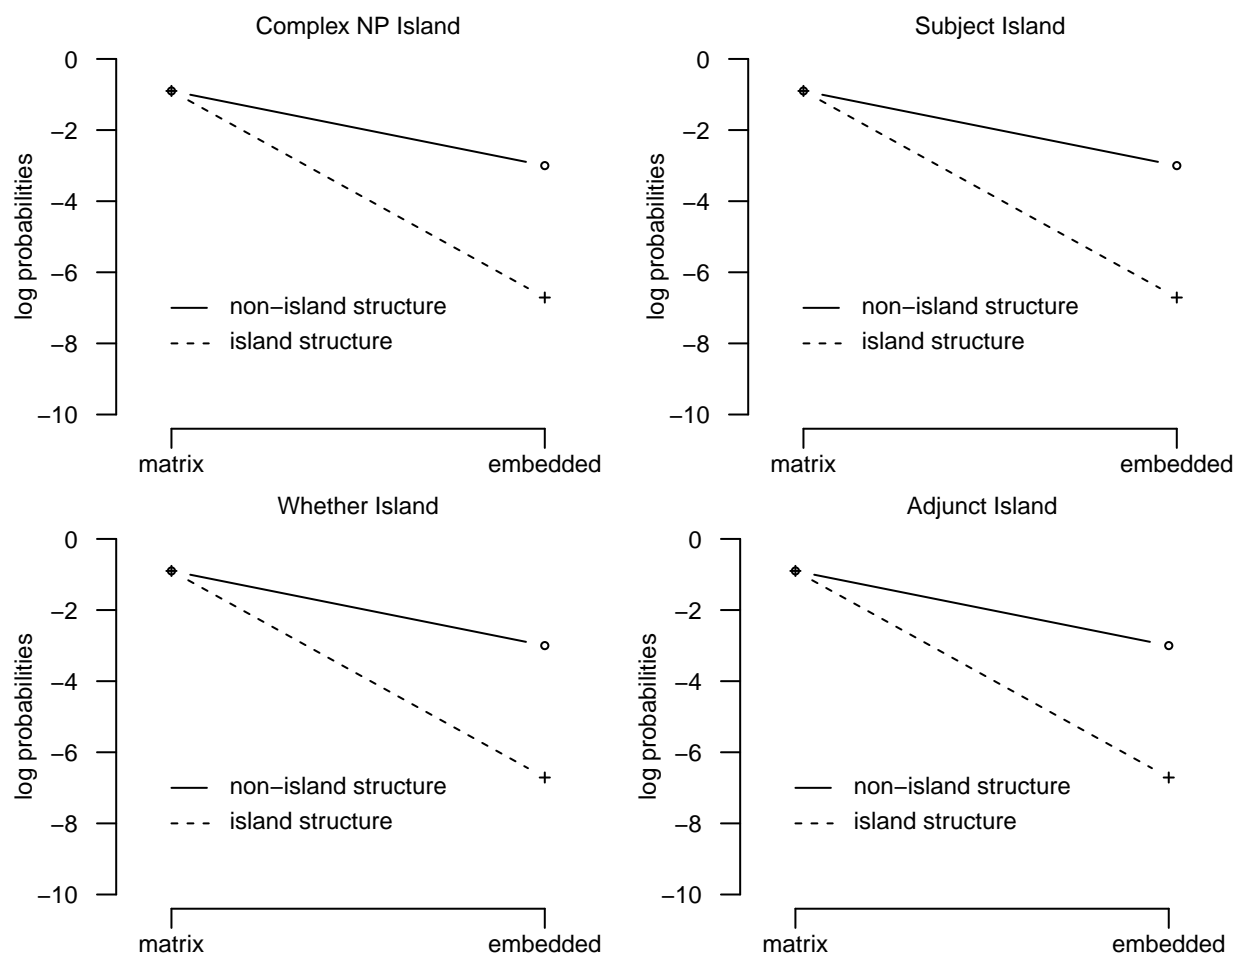 Complex NP Island
0
−2
−4
−6
−8
−10
log probabilities
non−island structure
island structure
matrix embedded
Subject Island
0
−2
−4
−6
−8
−10
log probabilities
non−island structure
island structure
matrix embedded
Whether Island
0
−2
−4
−6
−8
−10
log probabilities
non−island structure
island structure
matrix embedded
Adjunct Island
0
−2
−4
−6
−8
−10
log probabilities
non−island structure
island structure
matrix embedded